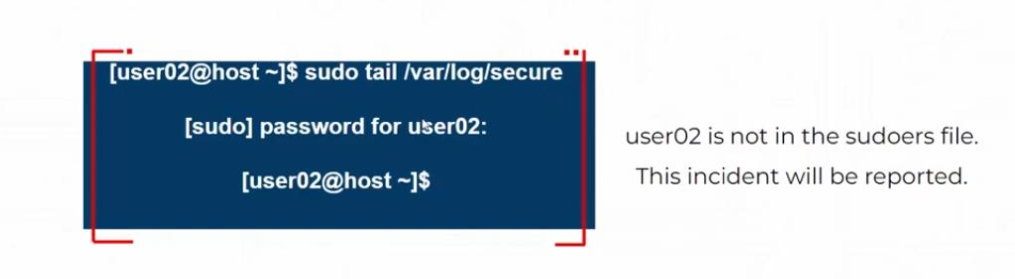 [user02@host ~]$ sudo tail /var/log/secure
[sudo] password for user02:
[user02@host ~]$
user02 is not in the sudoers file.
This incident will be reported.